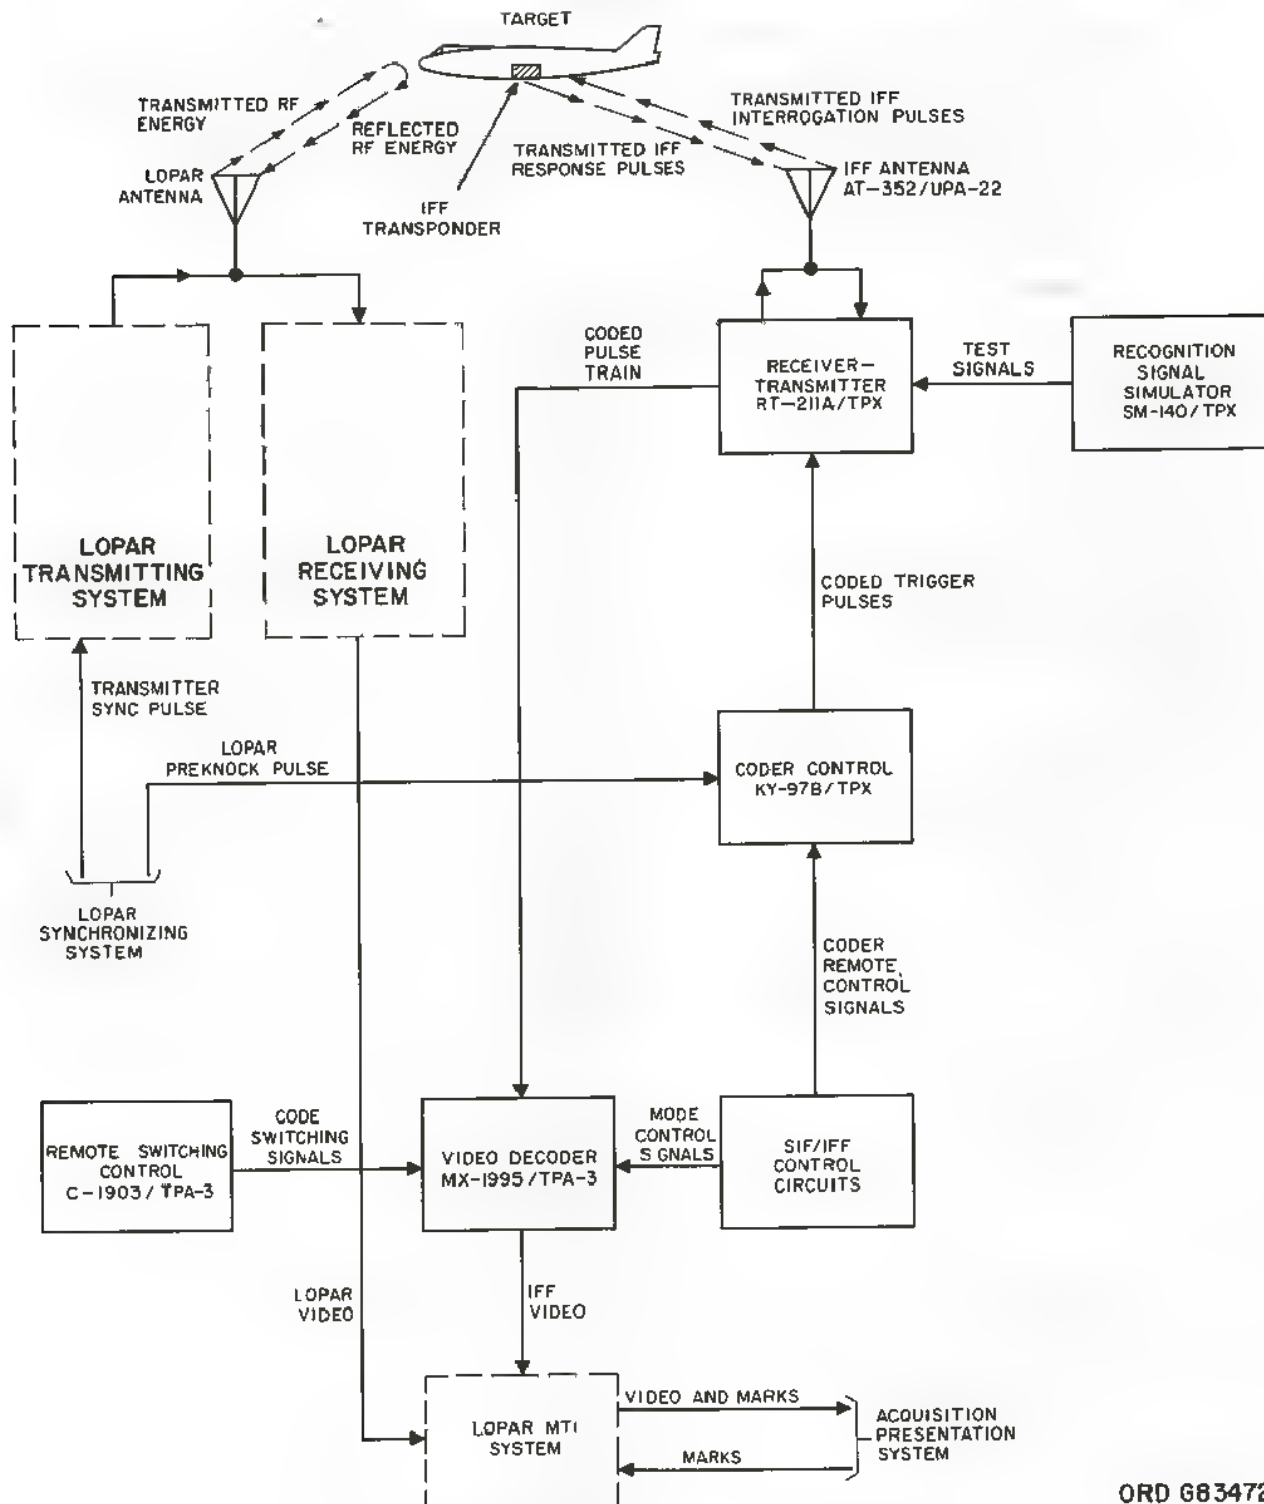 TARGET
TRANSMITTED RF
ENERGY
REFLECTED
RF ENERGY
TRANSMITTED IFF
INTERROGATION PULSES
TRANSMITTED IFF
RESPONSE PULSES
LOPAR
ANTENNA
IFF
TRANSPONDER
IFF ANTENNA
AT-352/UPA-22
LOPAR
TRANSMITTING
SYSTEM
LOPAR
RECEIVING
SYSTEM
CODED
PULSE
TRAIN
RECEIVER-
TRANSMITTER
RT-211A/TPX
TEST
SIGNALS
RECOGNITION
SIGNAL
SIMULATOR
SM-140/TPX
CODED TRIGGER
PULSES
TRANSMITTER
SYNC PULSE
LOPAR
PREKNOCK PULSE
CODER CONTROL
KY-97B/TPX
LOPAR
SYNCHRONIZING
SYSTEM
CODER
REMOTE
CONTROL
SIGNALS
REMOTE SWITCHING
CONTROL
C-1903/TPA-3
CODE
SWITCHING
SIGNALS
VIDEO DECODER
MX-1995/TPA-3
MODE
CONTROL
SIGNALS
SIF/IFF
CONTROL
CIRCUITS
LOPAR
VIDEO
IFF
VIDEO
LOPAR MTI
SYSTEM
VIDEO AND MARKS
MARKS
ACQUISITION
PRESENTATION
SYSTEM
ORD G83472